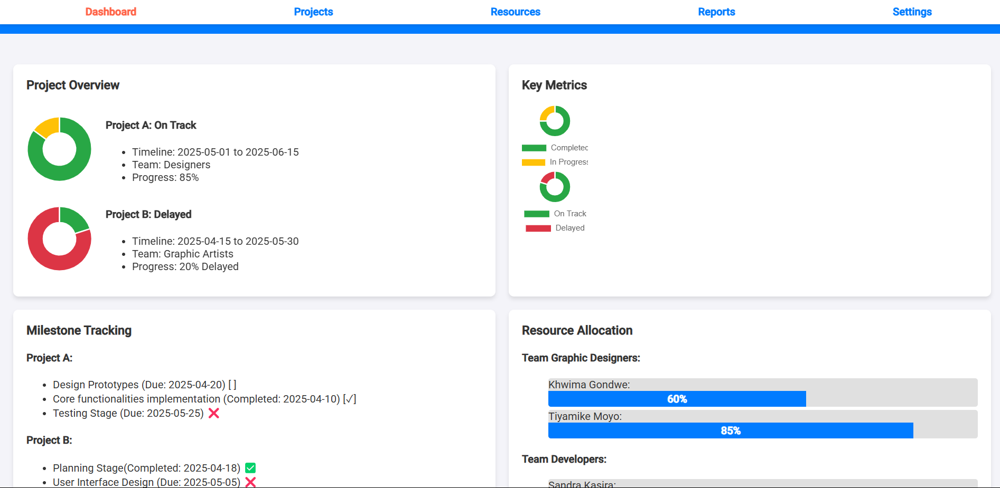 Dashboard Projects Resources Reports Settings
Project Overview
Project A: On Track
Timeline: 2025-05-01 to 2025-06-15
Team: Designers
Progress: 85%
Project B: Delayed
Timeline: 2025-04-15 to 2025-05-30
Team: Graphic Artists
Progress: 20% Delayed
Key Metrics
Completed
In Progress
On Track
Delayed
Milestone Tracking
Project A:
Design Prototypes (Due: 2025-04-20) [ ]
Core functionalities implementation (Completed: 2025-04-10) [✓]
Testing Stage (Due: 2025-05-25) ❌
Project B:
Planning Stage(Completed: 2025-04-18) ✅
User Interface Design (Due: 2025-05-05) ❌
Resource Allocation
Team Graphic Designers:
Khwima Gondwe:
60%
Tiyamike Moyo:
85%
Team Developers:
Sandra Kasira: